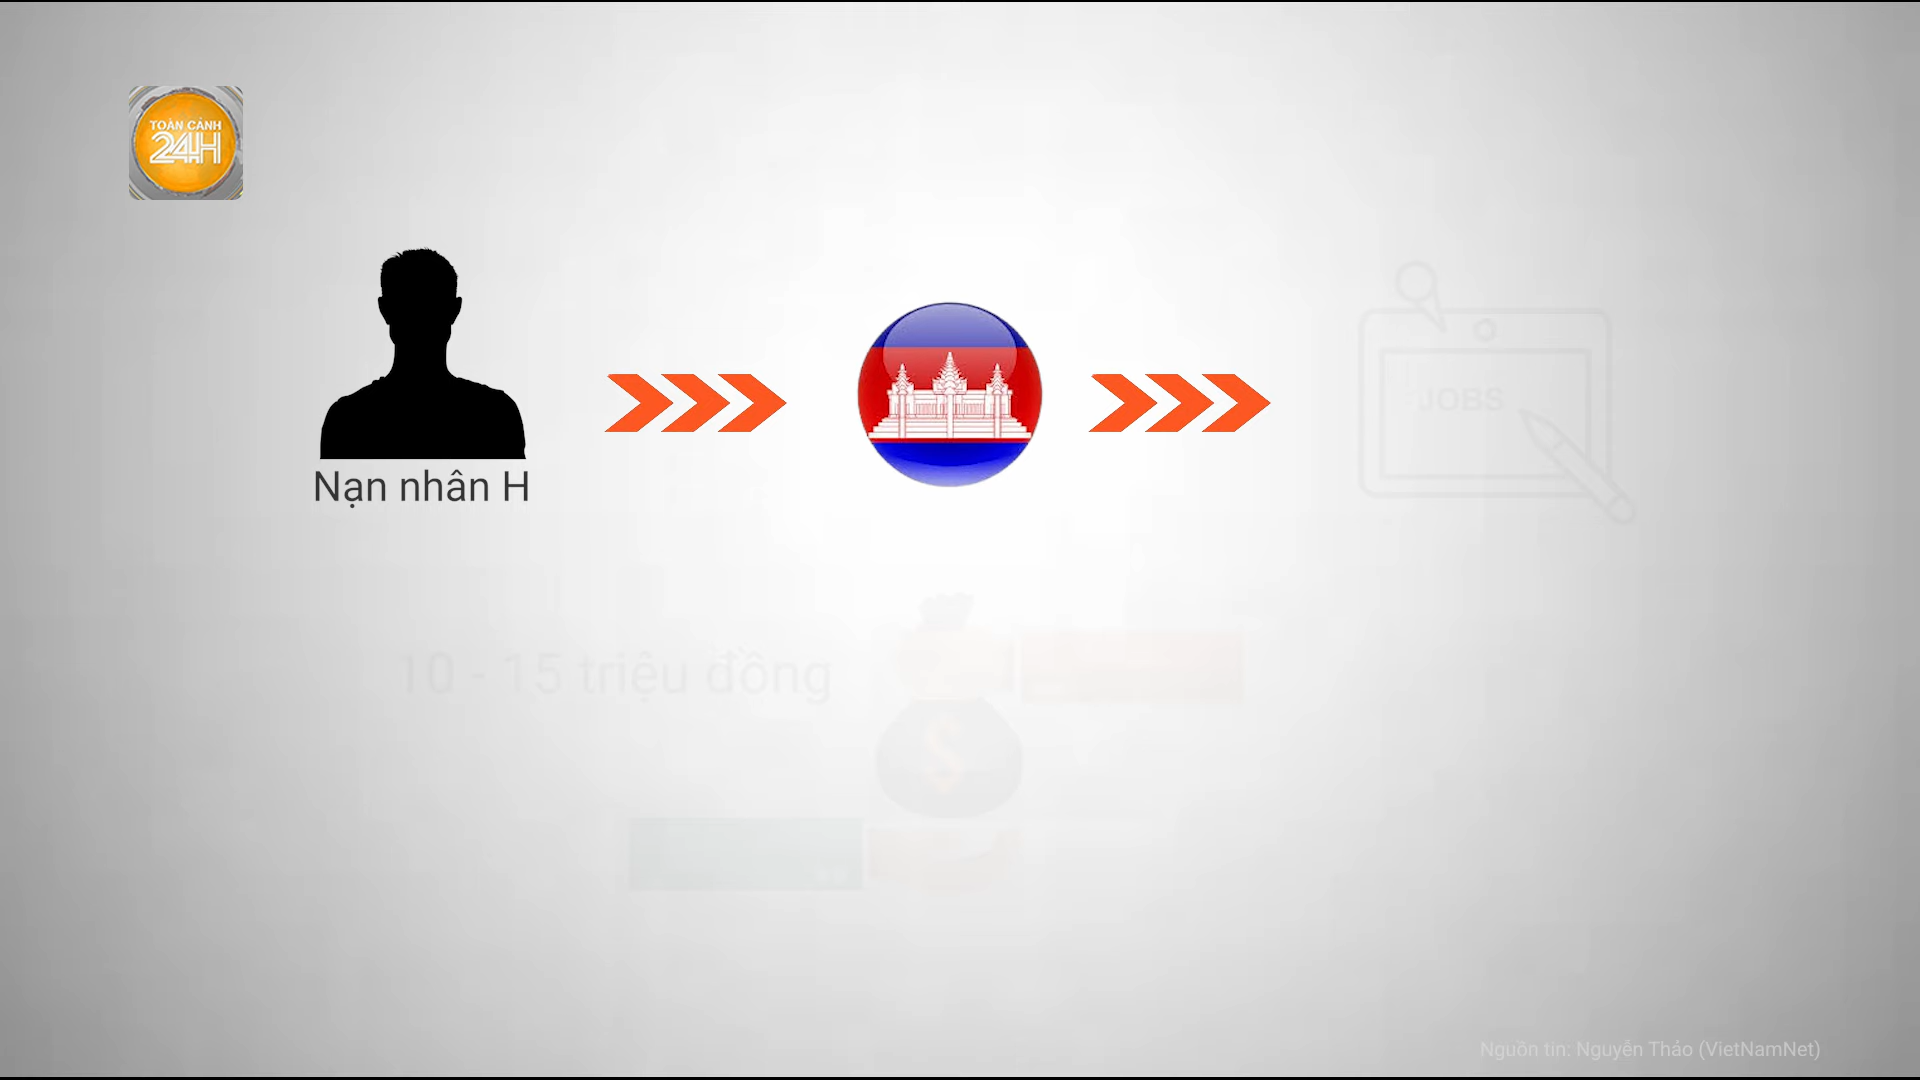 TOÀN CẢNH
24H
Nạn nhân H
JOBS
10 - 15 triệu đồng
Nguồn tin: Nguyễn Thảo (VietNamNet)